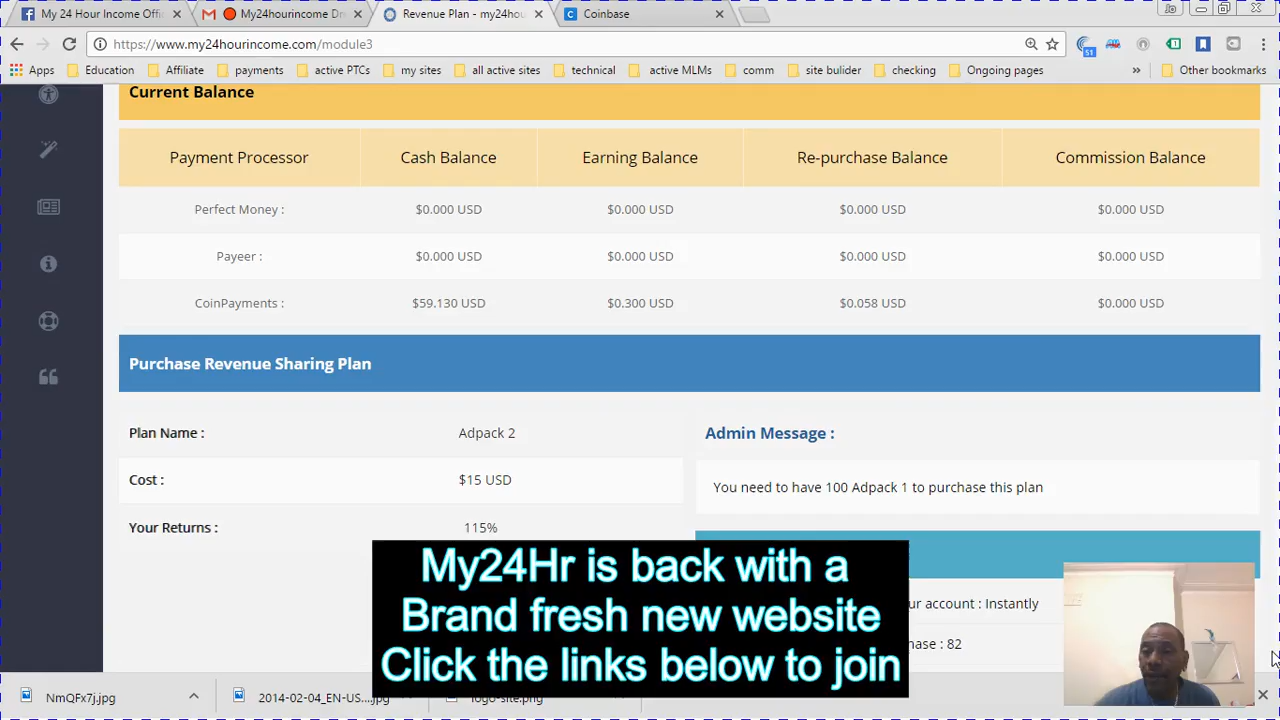 My 24 Hour Income Offi
My24hourincome Dr
Revenue Plan - my24hou
Coinbase
https://www.my24hourincome.com/module3
51
Apps
Education
Affiliate
payments
active PTCs
my sites
all active sites
technical
active MLMs
comm
site bulider
checking
Ongoing pages
»
Other bookmarks
Current Balance
Payment Processor Cash Balance Earning Balance Re-purchase Balance Commission Balance
Perfect Money : $0.000 USD $0.000 USD $0.000 USD $0.000 USD
Payeer : $0.000 USD $0.000 USD $0.000 USD $0.000 USD
CoinPayments : $59.130 USD $0.300 USD $0.058 USD $0.000 USD
Purchase Revenue Sharing Plan
Plan Name : Adpack 2
Cost : $15 USD
Your Returns : 115%
Admin Message :
You need to have 100 Adpack 1 to purchase this plan
ur account : Instantly
hase : 82
My24Hr is back with a
Brand fresh new website
Click the links below to join
NmQFx7j.jpg
2014-02-04_EN-US....jpg
logo-site.png